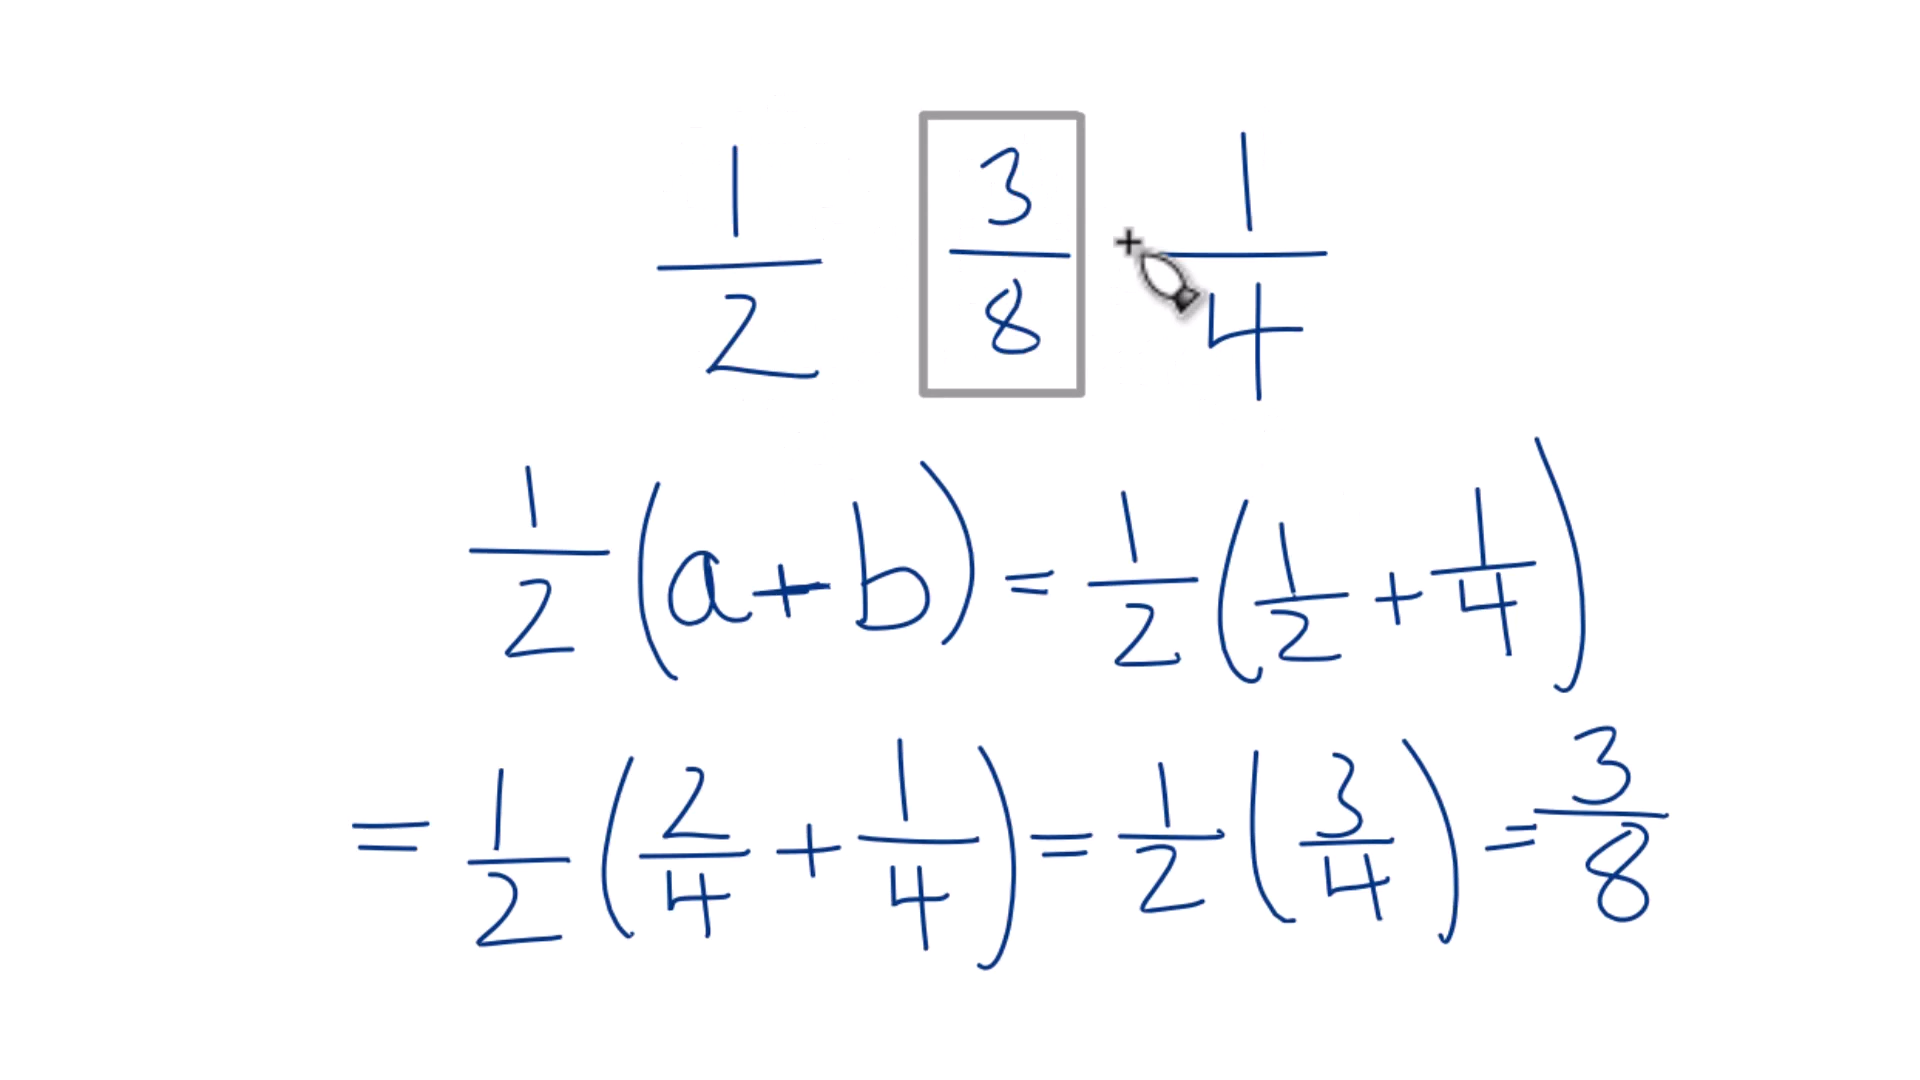 1/2 3/8 1/4
1/2 (a+b) = 1/2 (1/2 + 1/4)
= 1/2 (2/4 + 1/4) = 1/2 (3/4) = 3/8